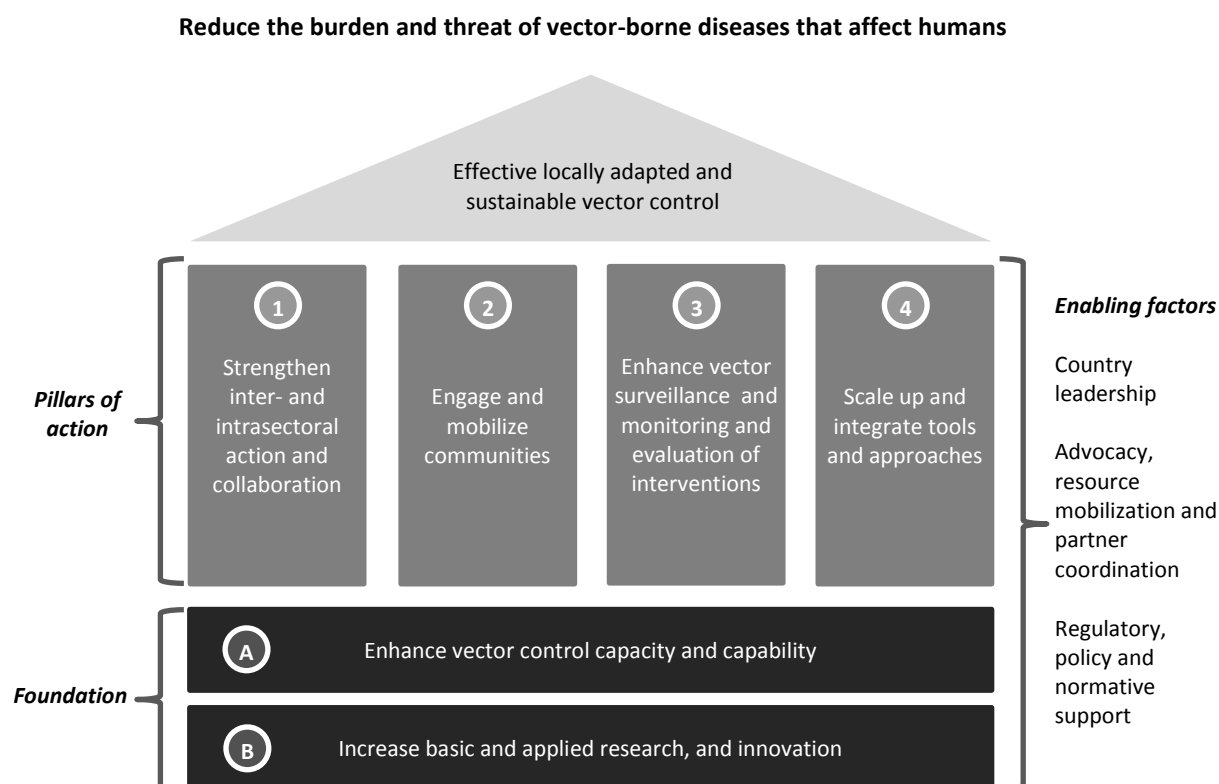 Reduce the burden and threat of vector-borne diseases that affect humans
Effective locally adapted and
sustainable vector control
Pillars of
action
1
Strengthen
inter- and
intrasectoral
action and
collaboration
2
Engage and
mobilize
communities
3
Enhance vector
surveillance and
monitoring and
evaluation of
interventions
4
Scale up and
integrate tools
and approaches
Foundation
A
Enhance vector control capacity and capability
B
Increase basic and applied research, and innovation
Enabling factors
Country
leadership
Advocacy,
resource
mobilization and
partner
coordination
Regulatory,
policy and
normative
support